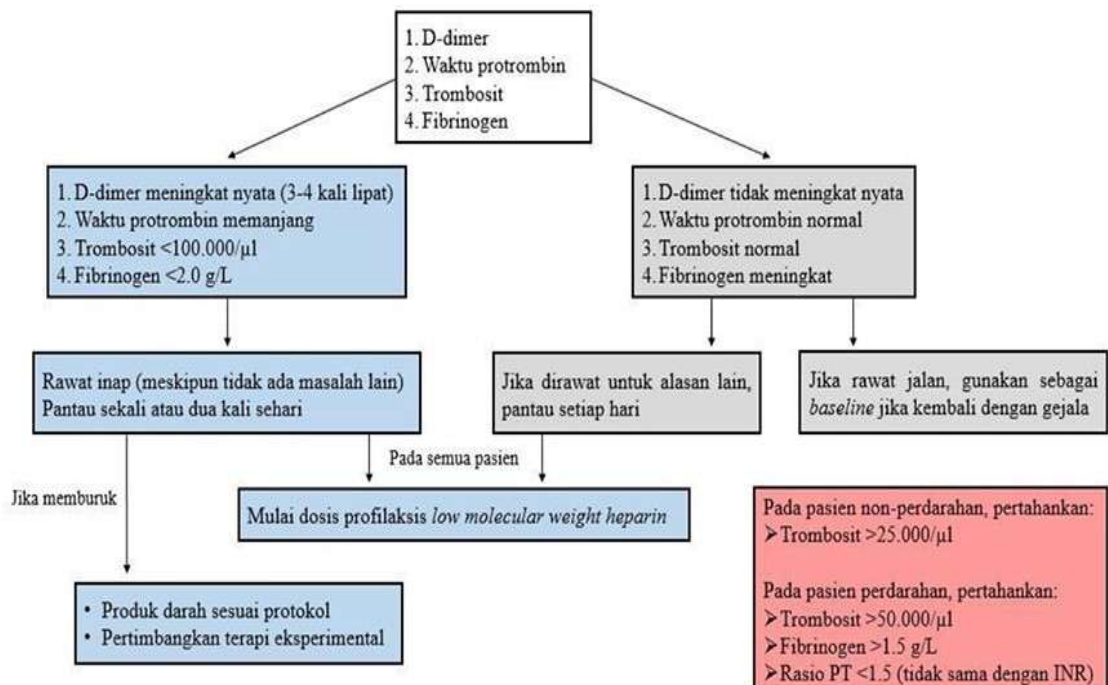 1. D-dimer
2. Waktu protrombin
3. Trombosit
4. Fibrinogen
1. D-dimer meningkat nyata (3-4 kali lipat)
2. Waktu protrombin memanjang
3. Trombosit <100.000/µl
4. Fibrinogen <2.0 g/L
1. D-dimer tidak meningkat nyata
2. Waktu protrombin normal
3. Trombosit normal
4. Fibrinogen meningkat
Rawat inap (meskipun tidak ada masalah lain)
Pantau sekali atau dua kali sehari
Jika dirawat untuk alasan lain,
pantau setiap hari
Jika rawat jalan, gunakan sebagai
baseline jika kembali dengan gejala
Jika memburuk
Pada semua pasien
Mulai dosis profilaksis low molecular weight heparin
• Produk darah sesuai protokol
• Pertimbangkan terapi eksperimental
Pada pasien non-perdarahan, pertahankan:
➢Trombosit >25.000/µl
Pada pasien perdarahan, pertahankan:
➢Trombosit >50.000/µl
➢Fibrinogen >1.5 g/L
➢Rasio PT <1.5 (tidak sama dengan INR)